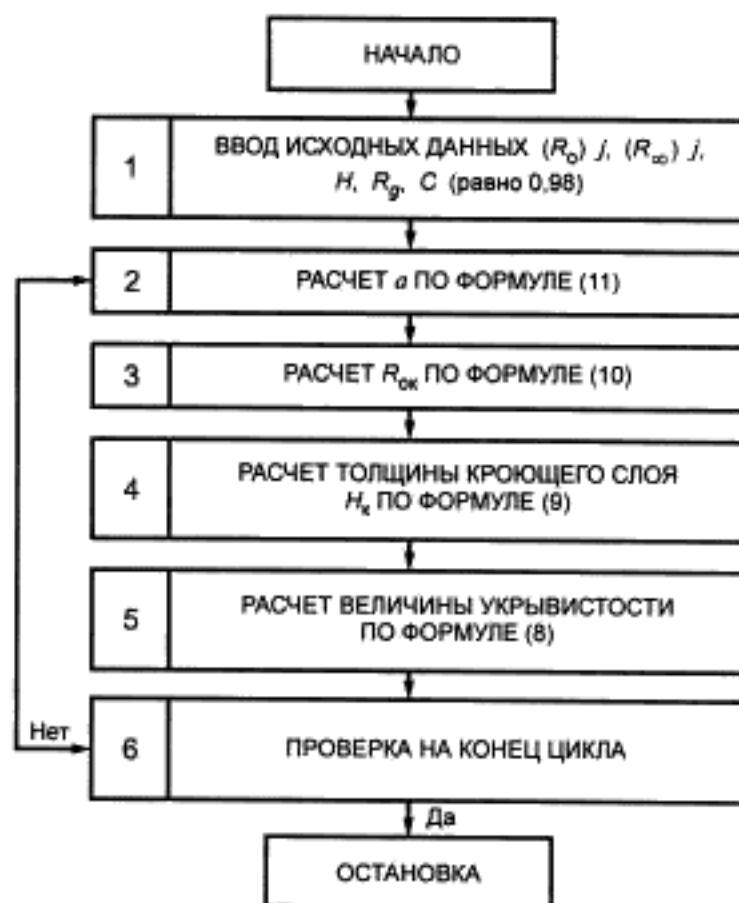 НАЧАЛО
1
ВВОД ИСХОДНЫХ ДАННЫХ (Rо) j, (R∞) j,
H, Rg, C (равно 0,98)
2
РАСЧЕТ a ПО ФОРМУЛЕ (11)
3
РАСЧЕТ Rок ПО ФОРМУЛЕ (10)
4
РАСЧЕТ ТОЛЩИНЫ КРОЮЩЕГО СЛОЯ
Hк ПО ФОРМУЛЕ (9)
5
РАСЧЕТ ВЕЛИЧИНЫ УКРЫВИСТОСТИ
ПО ФОРМУЛЕ (8)
Нет
6
ПРОВЕРКА НА КОНЕЦ ЦИКЛА
Да
ОСТАНОВКА